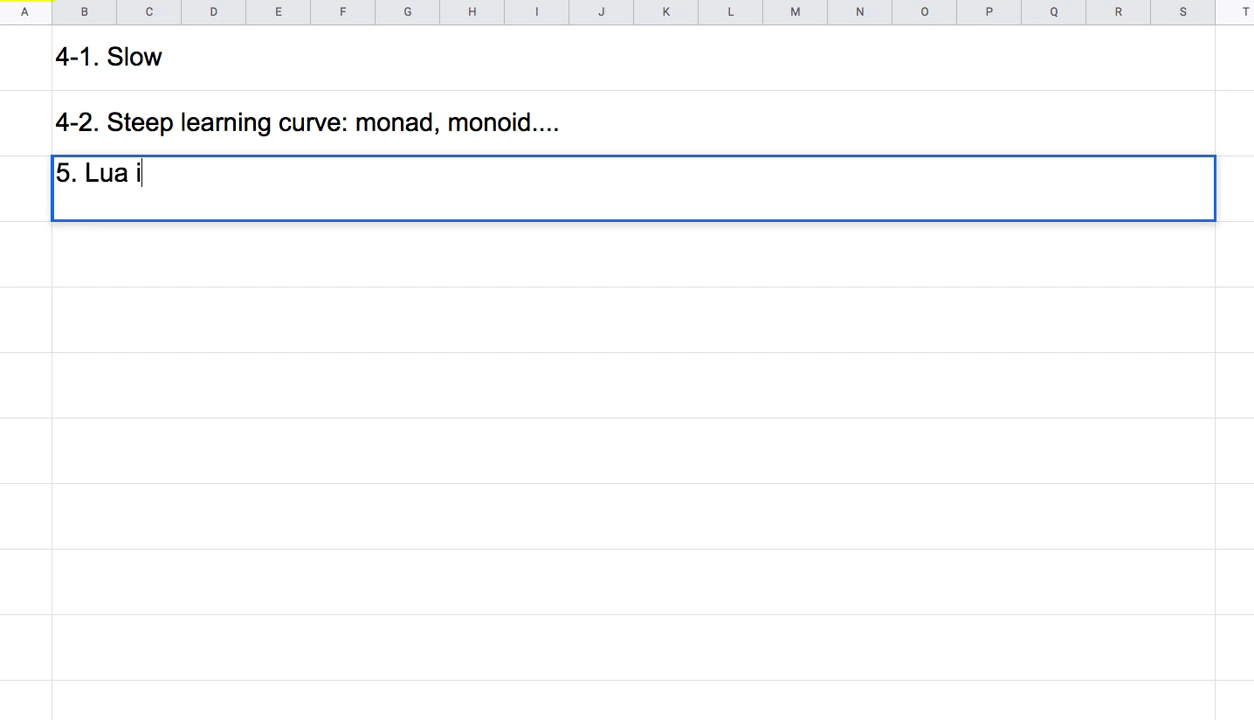 A B C D E F G H I J K L M N O P Q R S T
4-1. Slow
4-2. Steep learning curve: monad, monoid....
5. Lua i